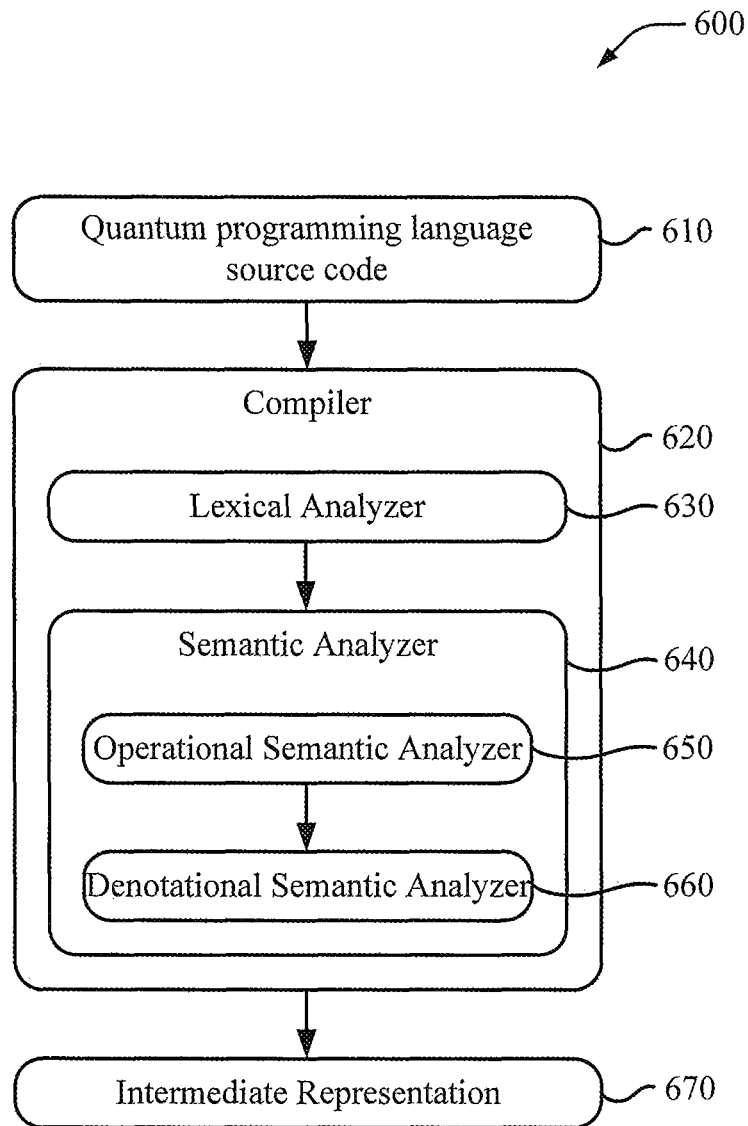 600
Quantum programming language
source code
610
Compiler
620
Lexical Analyzer
630
Semantic Analyzer
640
Operational Semantic Analyzer
650
Denotational Semantic Analyzer
660
Intermediate Representation
670